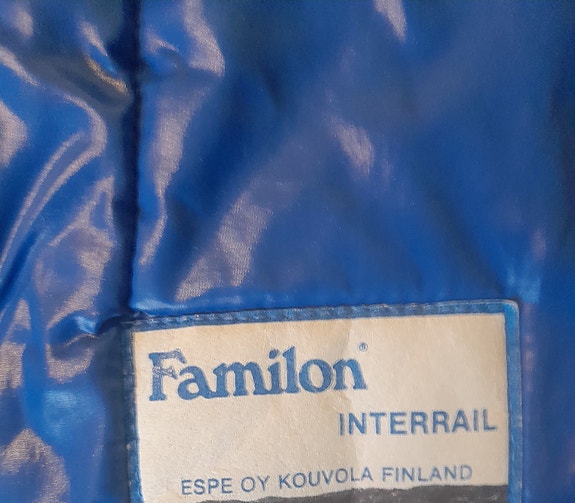 Familon®
INTERRAIL
ESPE OY KOUVOLA FINLAND